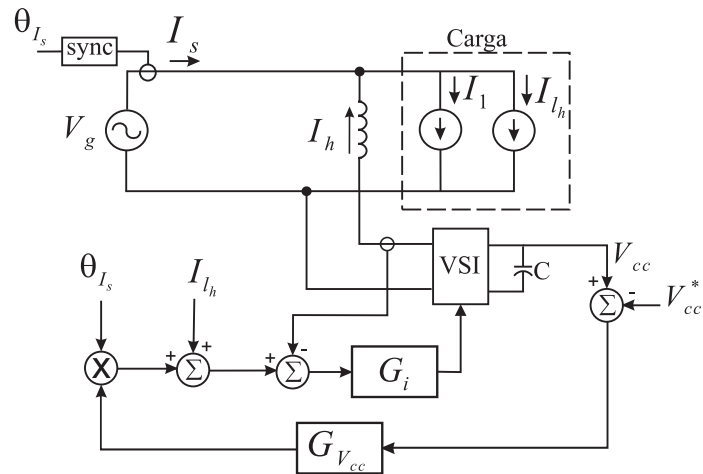 θ_{I_s}
sync
I_s
Carga
V_g
I_h
I_1
I_{l_h}
VSI
C
V_{cc}
+
Σ
-
V_{cc}^*
θ_{I_s}
I_{l_h}
X
+
+
Σ
+
-
Σ
G_i
G_{V_{cc}}